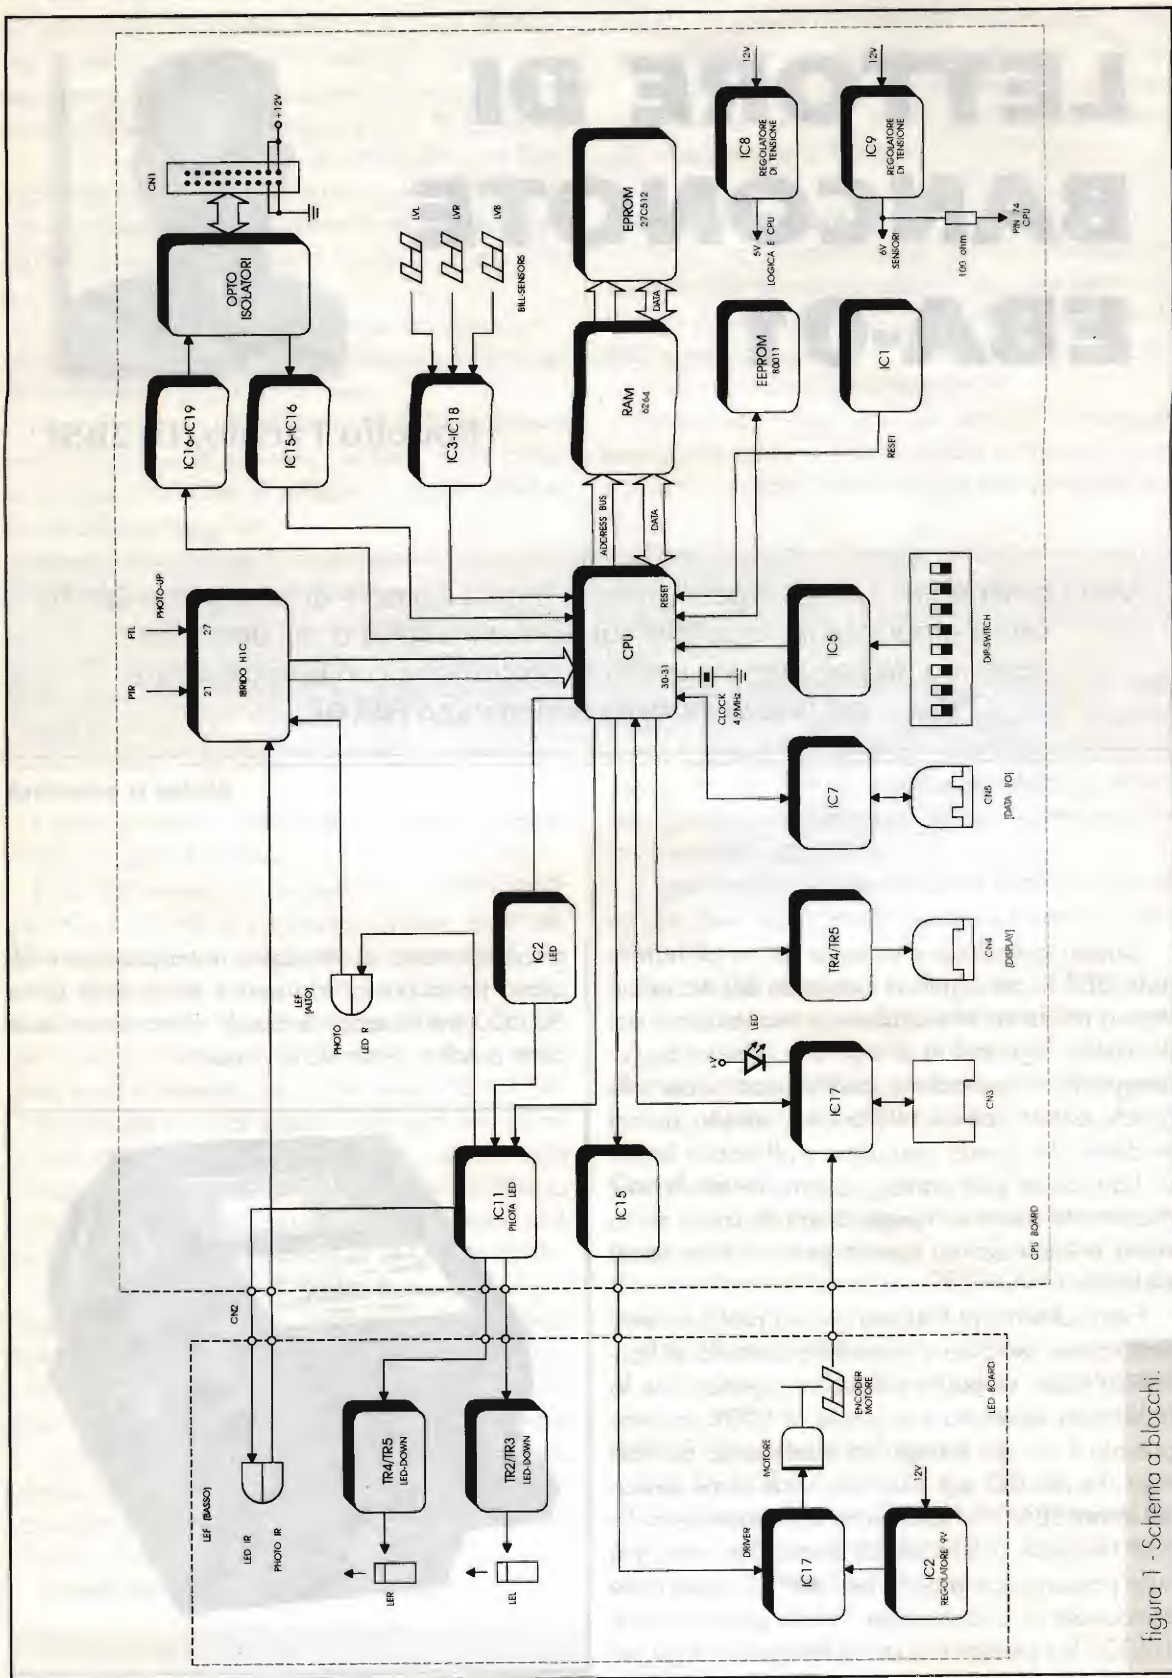 CN1
+12V
OPTO
ISOLATORI
IC16-IC19
IC15-IC16
LVL
LVR
LVB
BILL-SENSORS
IC3-IC18
EPROM
27C512
DATA
RAM
6264
ADDRESS BUS
DATA
12V
IC8
REGOLATORE
DI TENSIONE
5V
LOGICA E CPU
12V
IC9
REGOLATORE
DI TENSIONE
6V
SENSORI
100 ohm
PIN 74
CPU
EEPROM
80011
IC1
RESET
PTL
PHOTO-UP
PTR
27
21
IBRIDO H1C
CPU
RESET
30-31
CLOCK
4.9MHz
IC5
DIP-SWITCH
IC7
CN5
[DATA I/O]
TR4/TR5
CN4
[DISPLAY]
IC2
LED
LEF
(ALTO)
PHOTO
LED R
LED
+V
IC17
CN3
IC11
PILOTA LED
IC15
CPU BOARD
CN2
LEF (BASSO)
LED IR
PHOTO IR
TR4/TR5
LED-DOWN
LER
TR2/TR3
LED-DOWN
LEL
LED BOARD
ENCODER
MOTORE
MOTORE
DRIVER
IC17
12V
IC2
REGOLATORE 9V
figura 1 - Schema a blocchi.